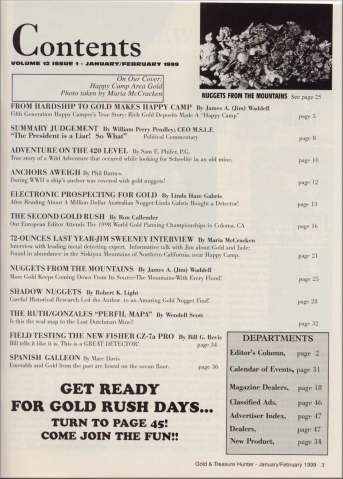 Contents
VOLUME 12 ISSUE 1 - JANUARY/FEBRUARY 1999
On Our Cover:
Happy Camp Area Gold
Photo taken by Maria McCracken
NUGGETS FROM THE MOUNTAINS See page 25
FROM HARDSHIP TO GOLD MAKES HAPPY CAMP By James A. (Jim) Waddell
Fifth Generation Happy Camper's True Story: Rich Gold Deposits Made A "Happy Camp"
page 5
SUMMARY JUDGEMENT By William Perry Pendley; CEO M.S.L.F.
"The President is a Liar! So What" Political Commentary page 8
ADVENTURE ON THE 420 LEVEL By Sam E. Phifer, P.G.
True story of a Wild Adventure that occured while looking for Scheelite in an old mine. page 10
ANCHORS AWEIGH By Phil Barnes
During WWII a ship's anchor was covered with gold nuggets! page 12
ELECTRONIC PROSPECTING FOR GOLD By Linda Hans Gabris
After Reading About A Million Dollar Australian Nugget-Linda Gabris Bought a Detector! page 13
THE SECOND GOLD RUSH By Ron Callender
Our European Editor Attends The 1998 World Gold Panning Championships in Coloma, CA page 16
72-OUNCES LAST YEAR-JIM SWEENEY INTERVIEW By Maria McCracken
Interview with leading metal detecting expert. Informative talk with Jim about Gold and Jade:
Found in abundance in the Siskiyou Mountains of Northern California, near Happy Camp. page 21
NUGGETS FROM THE MOUNTAINS By James A. (Jim) Waddell
More Gold Keeps Coming Down From Its Source-The Mountains-With Every Flood! page 25
SHADOW NUGGETS By Robert K. Light
Careful Historical Research Led the Author to an Amazing Gold Nugget Find! page 28
THE RUTH/GONZALES "PERFIL MAPA" By Wendell Scott
Is this the real map to the Lost Dutchman Mine? page 32
FIELD TESTING THE NEW FISHER CZ-7a PRO By Bill G. Revis
Bill tells it like it is. This is a GREAT DETECTOR! page 34
SPANISH GALLEON By Marc Davis
Emeralds and Gold from the past are found on the ocean floor. page 36
DEPARTMENTS
Editor's Column, page 2
Calendar of Events, page 31
Magazine Dealers, page 18
Classified Ads, page 46
Advertiser Index, page 47
Dealers, page 47
New Product, page 34
GET READY
FOR GOLD RUSH DAYS...
TURN TO PAGE 45!
COME JOIN THE FUN!!
Gold & Treasure Hunter - January/February 1999 3